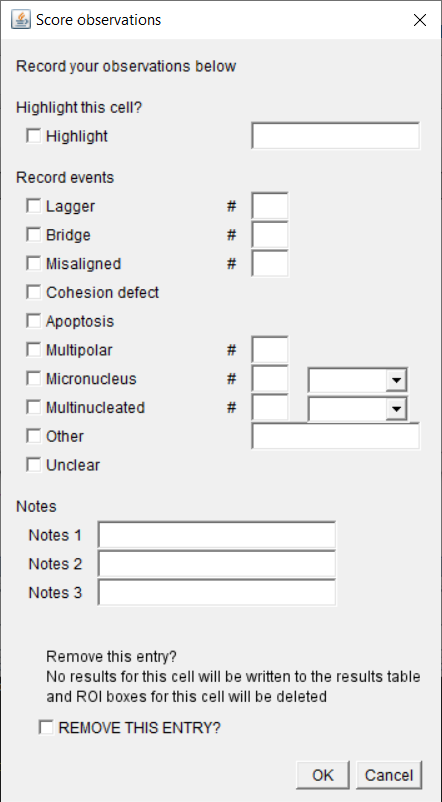 Score observations
Record your observations below
Highlight this cell?
Highlight
Record events
Lagger #
Bridge #
Misaligned #
Cohesion defect
Apoptosis
Multipolar #
Micronucleus #
Multinucleated #
Other
Unclear
Notes
Notes 1
Notes 2
Notes 3
Remove this entry?
No results for this cell will be written to the results table
and ROI boxes for this cell will be deleted
REMOVE THIS ENTRY?
OK Cancel